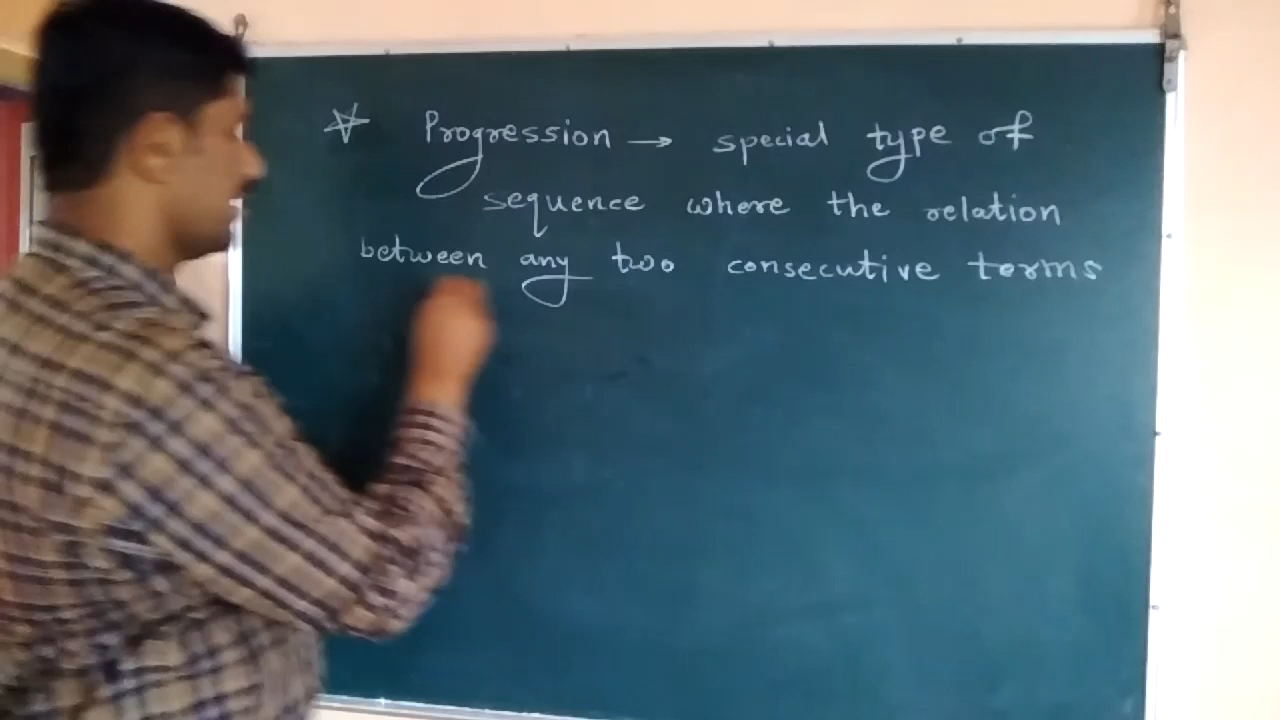 ☆ Progression → special type of
sequence where the relation
between any two consecutive terms